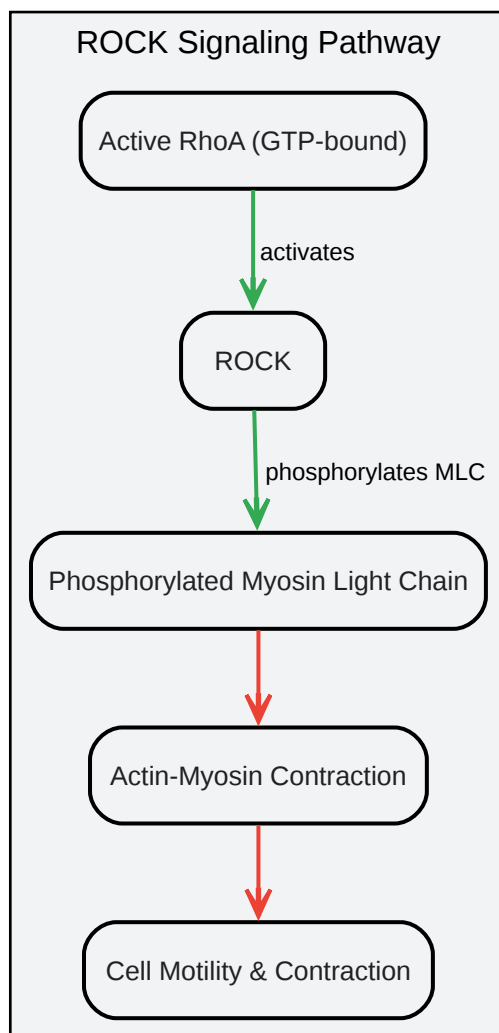 ROCK Signaling Pathway
Active RhoA (GTP-bound)
activates
ROCK
phosphorylates MLC
Phosphorylated Myosin Light Chain
Actin-Myosin Contraction
Cell Motility & Contraction